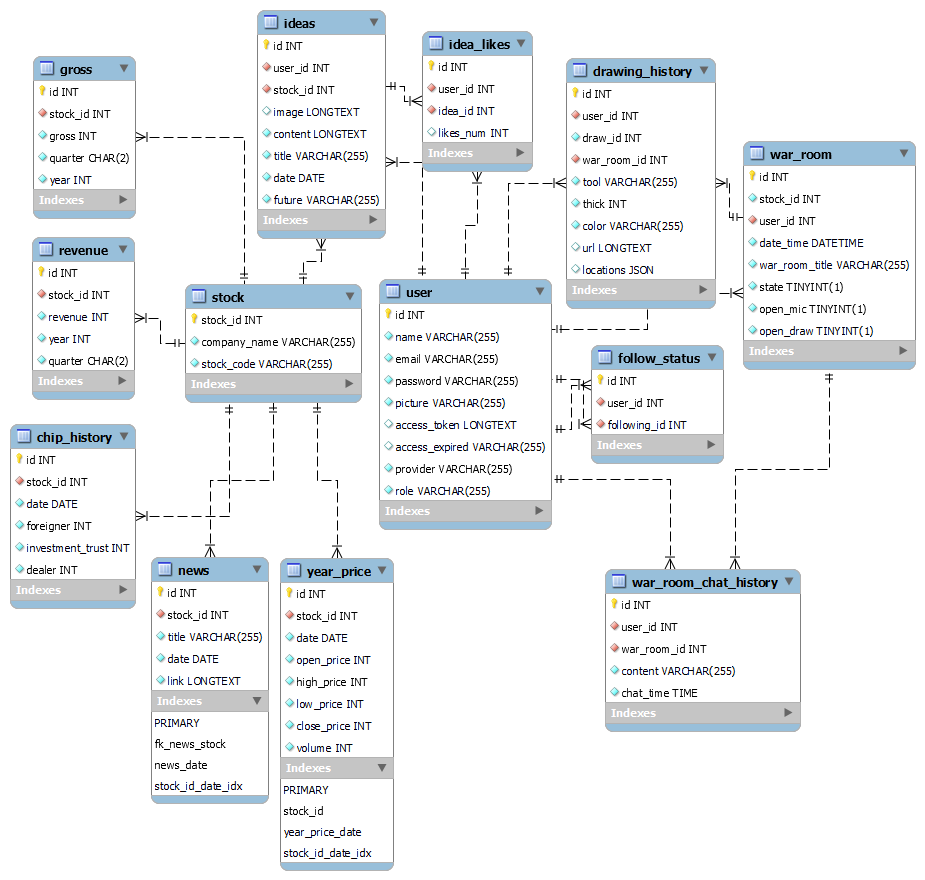 ideas
id INT
user_id INT
stock_id INT
image LONGTEXT
content LONGTEXT
title VARCHAR(255)
date DATE
future VARCHAR(255)
Indexes
idea_likes
id INT
user_id INT
idea_id INT
likes_num INT
Indexes
gross
id INT
stock_id INT
gross INT
quarter CHAR(2)
year INT
Indexes
drawing_history
id INT
user_id INT
draw_id INT
war_room_id INT
tool VARCHAR(255)
thick INT
color VARCHAR(255)
url LONGTEXT
locations JSON
Indexes
war_room
id INT
stock_id INT
user_id INT
date_time DATETIME
war_room_title VARCHAR(255)
state TINYINT(1)
open_mic TINYINT(1)
open_draw TINYINT(1)
Indexes
revenue
id INT
stock_id INT
revenue INT
year INT
quarter CHAR(2)
Indexes
stock
stock_id INT
company_name VARCHAR(255)
stock_code VARCHAR(255)
Indexes
user
id INT
name VARCHAR(255)
email VARCHAR(255)
password VARCHAR(255)
picture VARCHAR(255)
access_token LONGTEXT
access_expired VARCHAR(255)
provider VARCHAR(255)
role VARCHAR(255)
Indexes
follow_status
id INT
user_id INT
following_id INT
Indexes
chip_history
id INT
stock_id INT
date DATE
foreigner INT
investment_trust INT
dealer INT
Indexes
news
id INT
stock_id INT
title VARCHAR(255)
date DATE
link LONGTEXT
Indexes
PRIMARY
fk_news_stock
news_date
stock_id_date_idx
year_price
id INT
stock_id INT
date DATE
open_price INT
high_price INT
low_price INT
close_price INT
volume INT
Indexes
PRIMARY
stock_id
year_price_date
stock_id_date_idx
war_room_chat_history
id INT
user_id INT
war_room_id INT
content VARCHAR(255)
chat_time TIME
Indexes